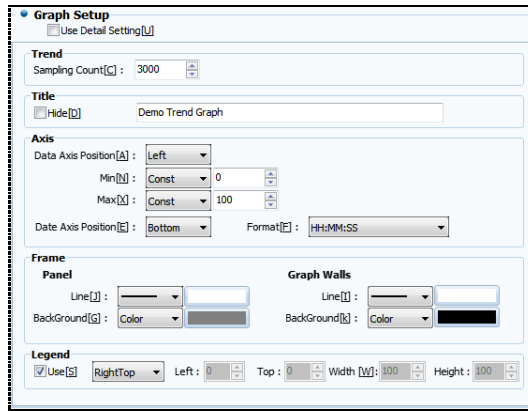 Graph Setup
Use Detail Setting[U]
Trend
Sampling Count[C] : 3000
Title
Hide[D] Demo Trend Graph
Axis
Data Axis Position[A] : Left
Min[N] : Const 0
Max[X] : Const 100
Date Axis Position[E] : Bottom Format[F] : HH:MM:SS
Frame
Panel Graph Walls
Line[J] : Line[I] :
BackGround[G] : Color BackGround[k] : Color
Legend
Use[S] RightTop Left : 0 Top : 0 Width [W]: 100 Height : 100